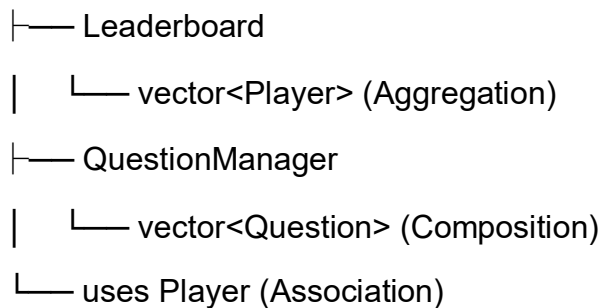 ├── Leaderboard
│ └── vector<Player> (Aggregation)
├── QuestionManager
│ └── vector<Question> (Composition)
└── uses Player (Association)